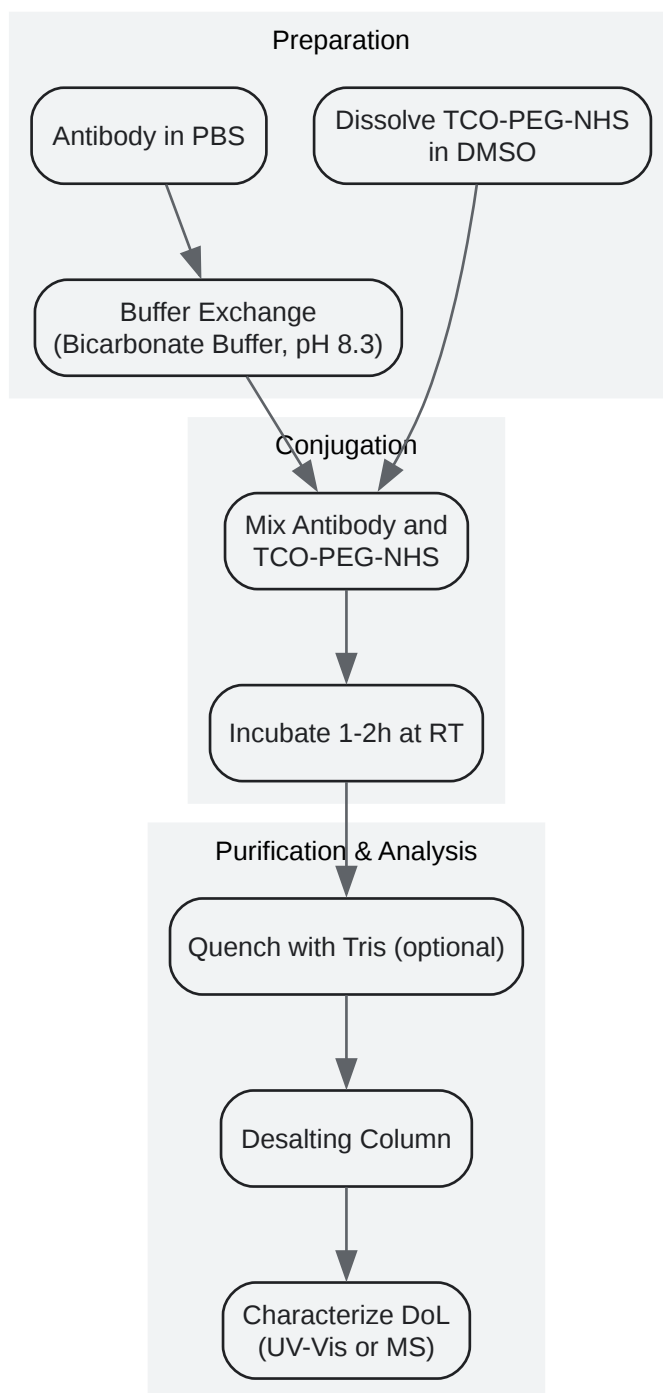 Preparation
Antibody in PBS
Dissolve TCO-PEG-NHS
in DMSO
Buffer Exchange
(Bicarbonate Buffer, pH 8.3)
Conjugation
Mix Antibody and
TCO-PEG-NHS
Incubate 1-2h at RT
Purification & Analysis
Quench with Tris (optional)
Desalting Column
Characterize DoL
(UV-Vis or MS)